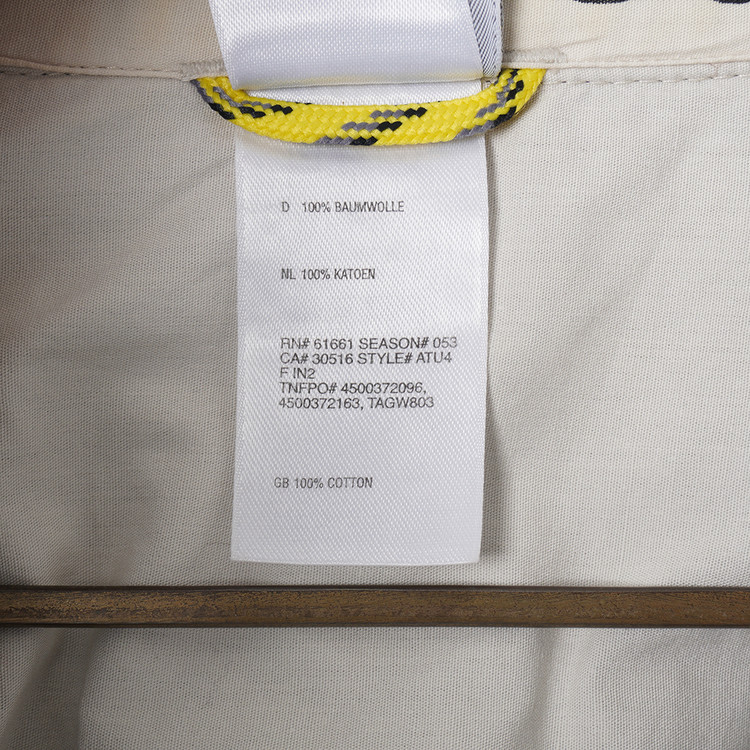 D 100% BAUMWOLLE
NL 100% KATOEN
RN# 61661 SEASON# 053
CA# 30516 STYLE# ATU4
F IN2
TNFPO# 4500372096,
4500372163, TAGW803
GB 100% COTTON